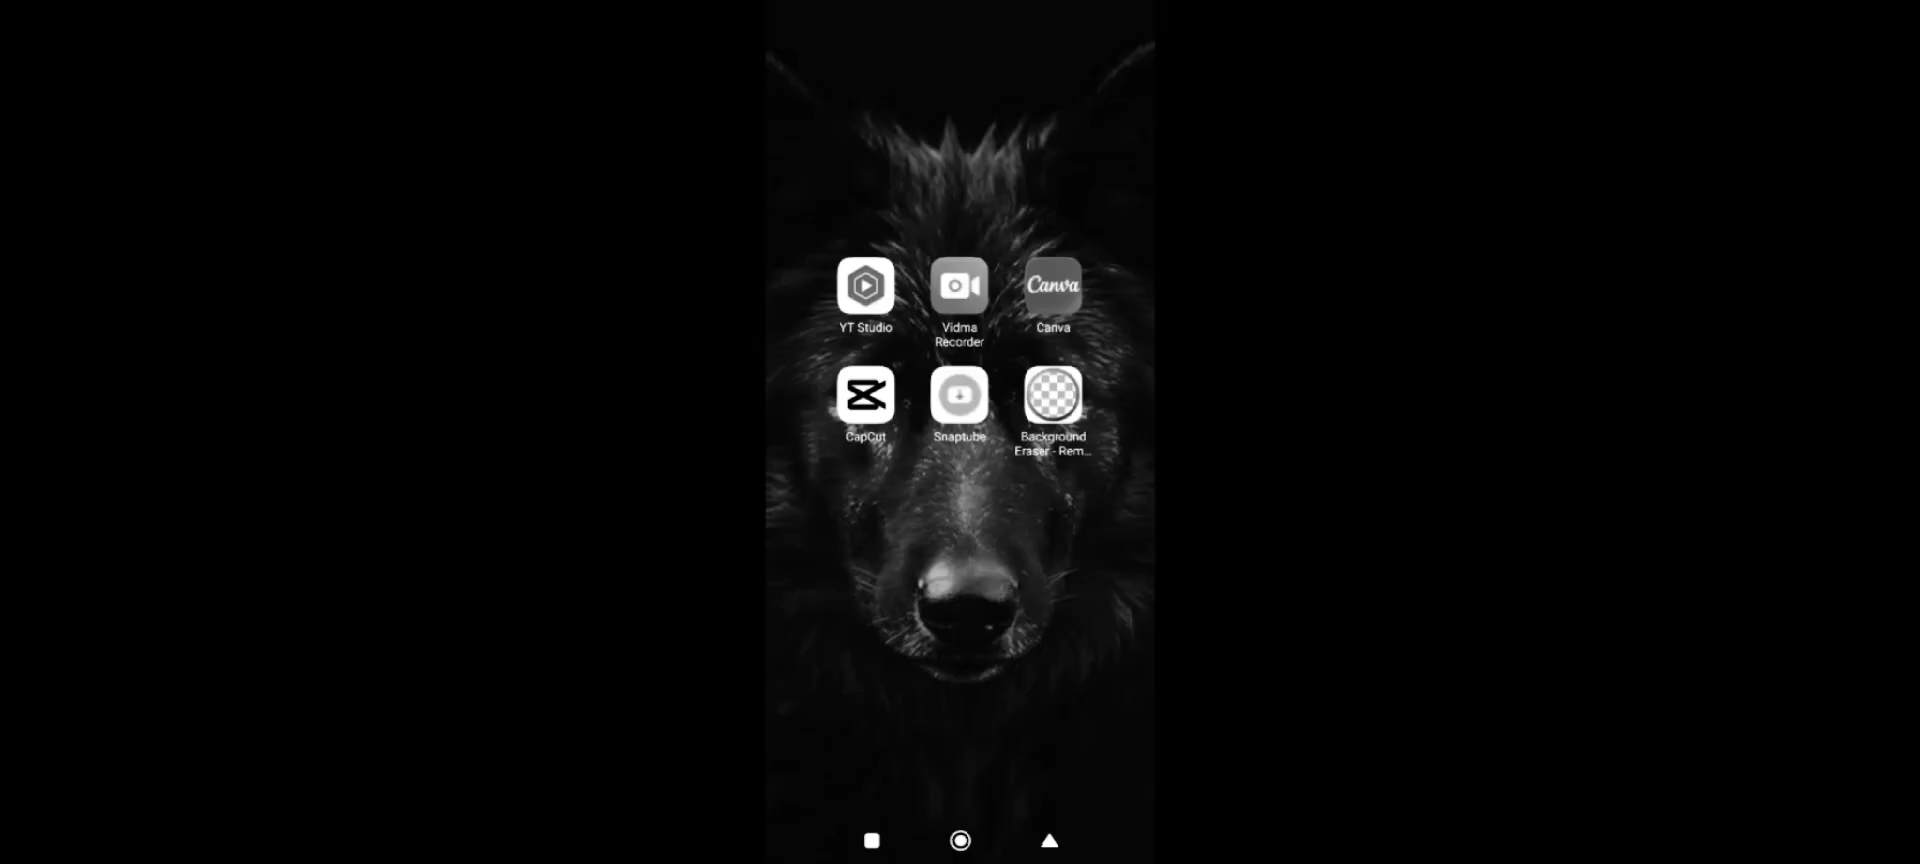 Canva
YT Studio
Vidma
Recorder
Canva
CapCut
Snaptube
Background
Eraser - Rem...